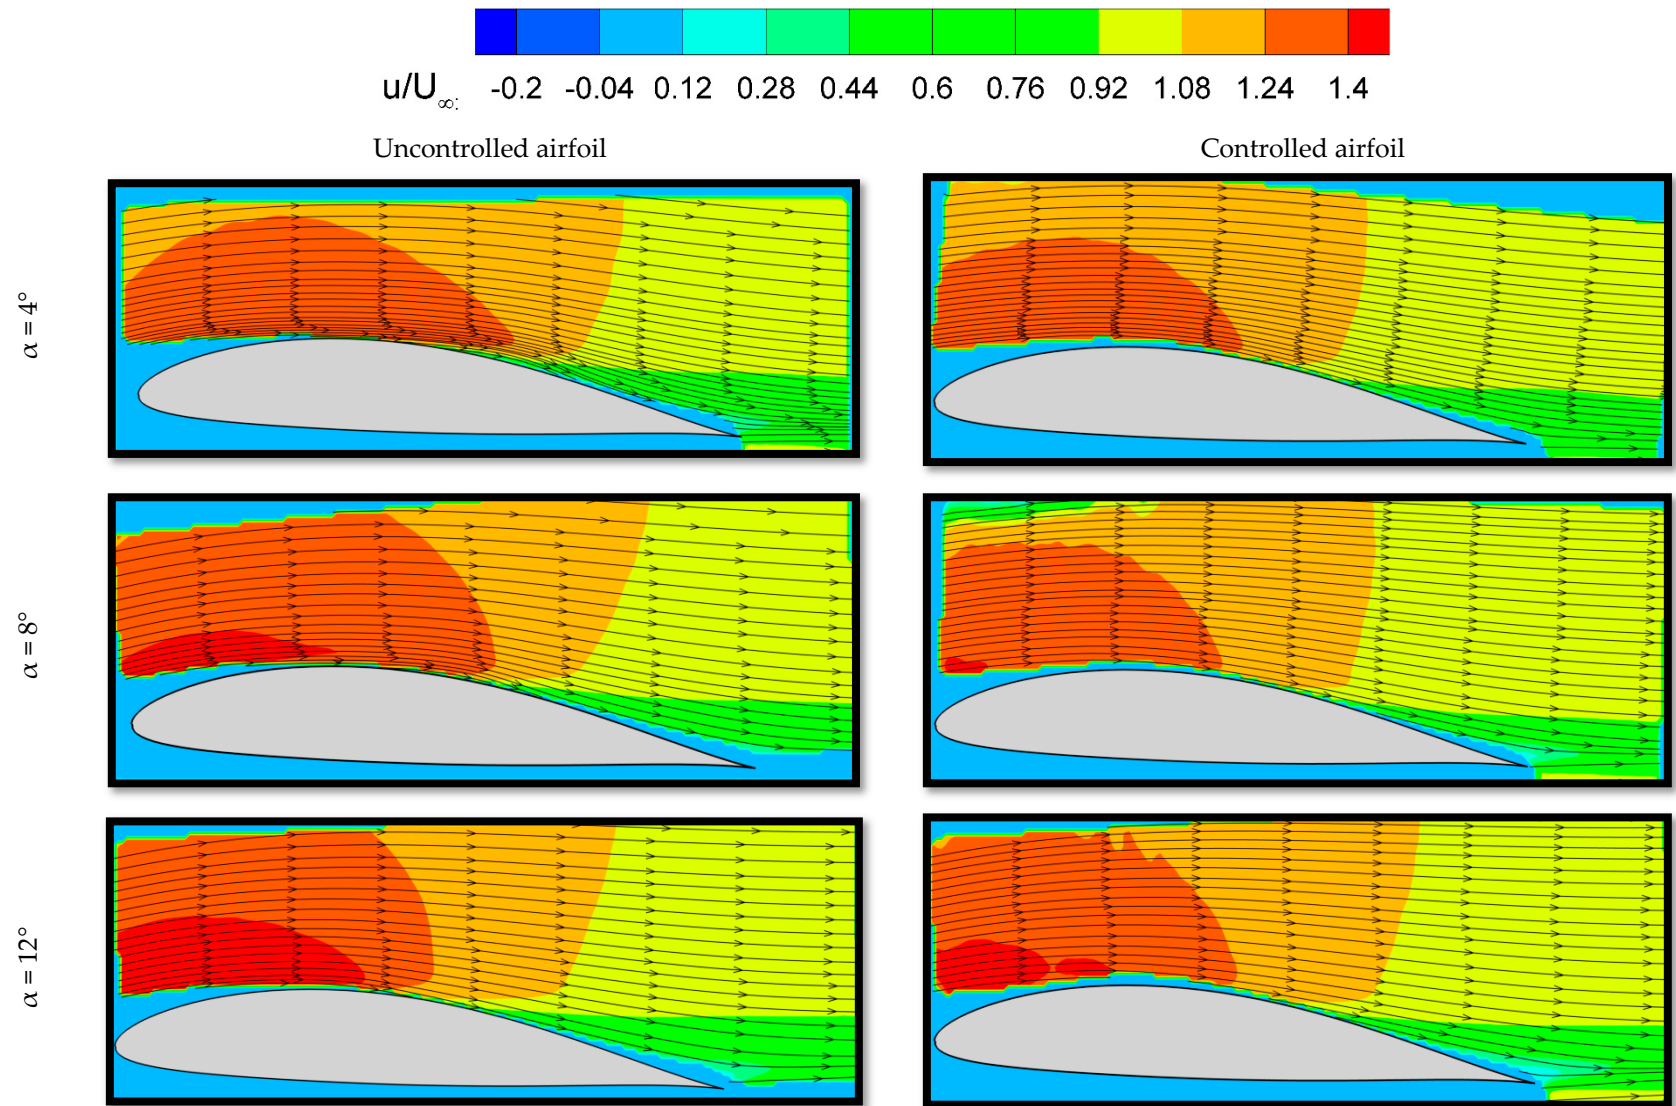 u/U∞: -0.2 -0.04 0.12 0.28 0.44 0.6 0.76 0.92 1.08 1.24 1.4
Uncontrolled airfoil Controlled airfoil
α = 4°
α = 8°
α = 12°